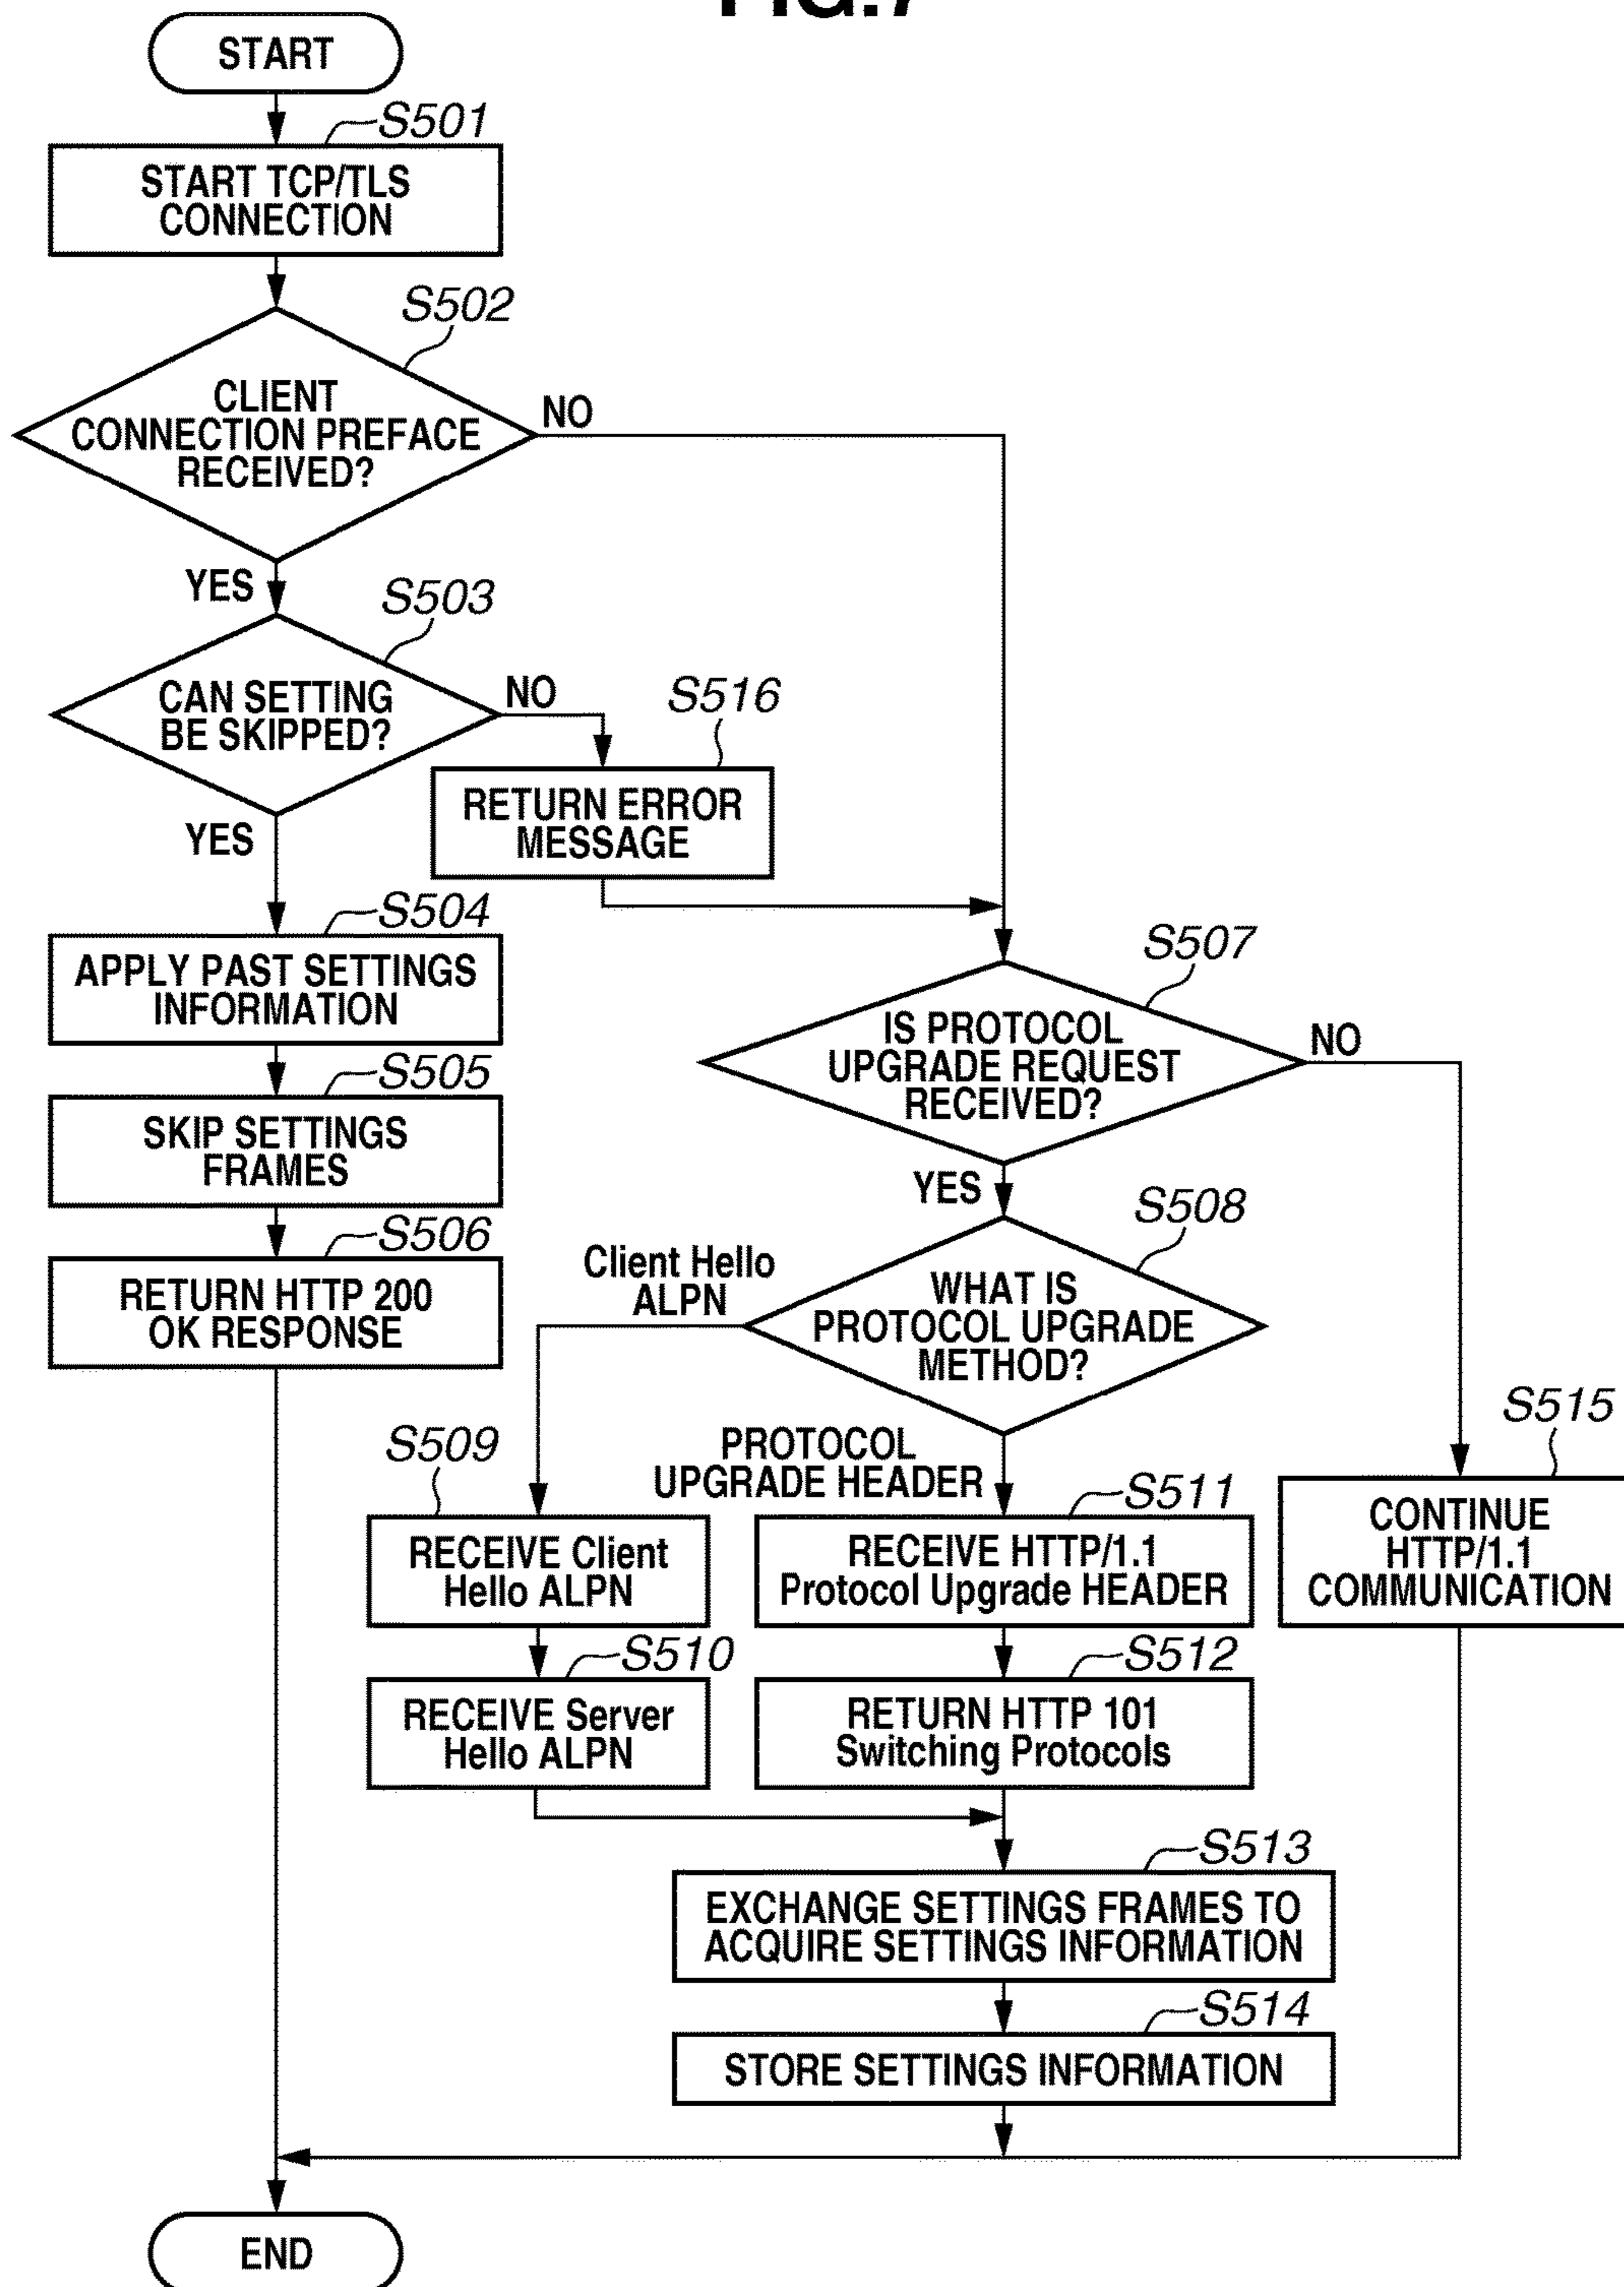 FIG.7
START
S501
START TCP/TLS
CONNECTION
S502
CLIENT
CONNECTION PREFACE
RECEIVED?
NO
YES
S503
CAN SETTING
BE SKIPPED?
NO
S516
RETURN ERROR
MESSAGE
YES
S504
APPLY PAST SETTINGS
INFORMATION
S507
IS PROTOCOL
UPGRADE REQUEST
RECEIVED?
NO
S505
SKIP SETTINGS
FRAMES
YES
S508
S506
RETURN HTTP 200
OK RESPONSE
Client Hello
ALPN
WHAT IS
PROTOCOL UPGRADE
METHOD?
S515
S509
PROTOCOL
UPGRADE HEADER
S511
CONTINUE
HTTP/1.1
COMMUNICATION
RECEIVE Client
Hello ALPN
RECEIVE HTTP/1.1
Protocol Upgrade HEADER
S510
S512
RECEIVE Server
Hello ALPN
RETURN HTTP 101
Switching Protocols
S513
EXCHANGE SETTINGS FRAMES TO
ACQUIRE SETTINGS INFORMATION
S514
STORE SETTINGS INFORMATION
END